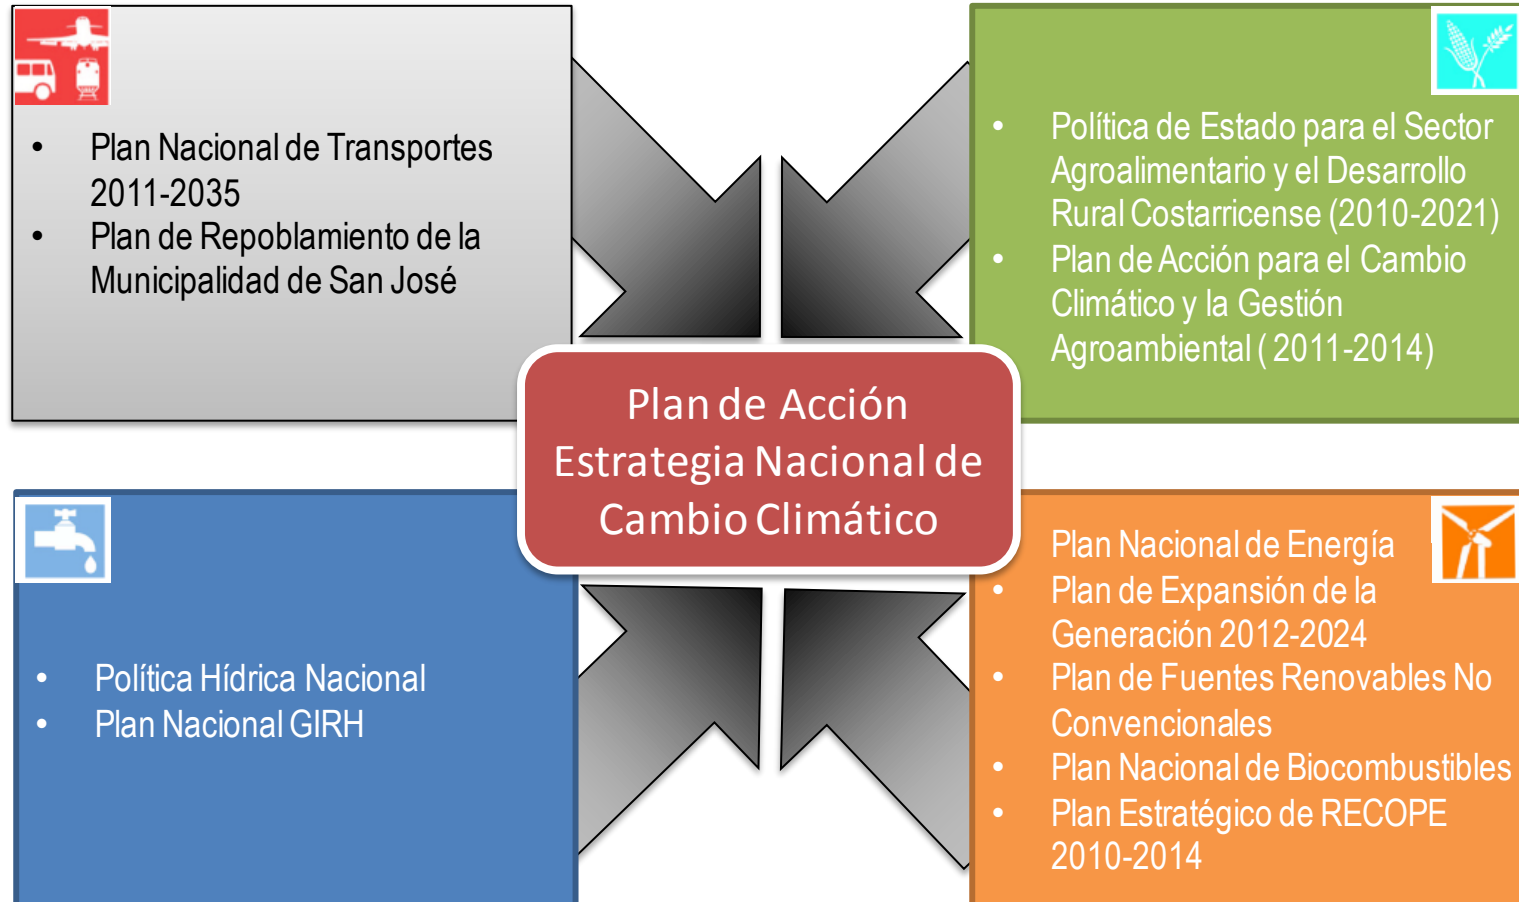 • Plan Nacional de Transportes
2011-2035
• Plan de Repoblamiento de la
Municipalidad de San José
• Política de Estado para el Sector
Agroalimentario y el Desarrollo
Rural Costarricense (2010-2021)
• Plan de Acción para el Cambio
Climático y la Gestión
Agroambiental ( 2011-2014)
Plan de Acción
Estrategia Nacional de
Cambio Climático
• Política Hídrica Nacional
• Plan Nacional GIRH
Plan Nacional de Energía
• Plan de Expansión de la
Generación 2012-2024
• Plan de Fuentes Renovables No
Convencionales
• Plan Nacional de Biocombustibles
• Plan Estratégico de RECOPE
2010-2014